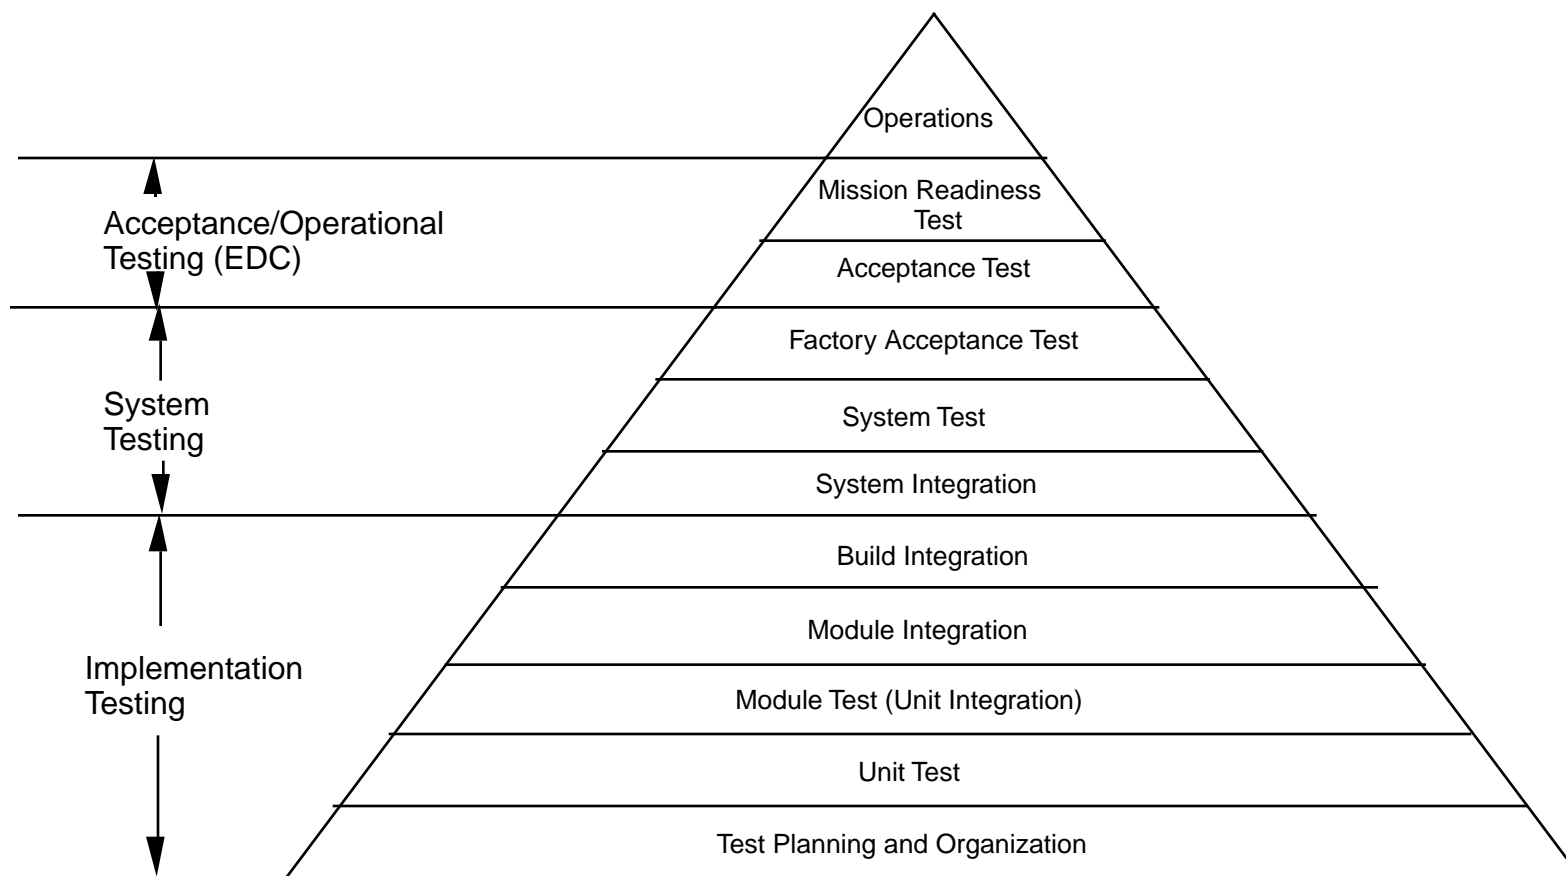 Operations
Mission Readiness
Test
Acceptance/Operational
Testing (EDC)
Acceptance Test
Factory Acceptance Test
System
Testing
System Test
System Integration
Build Integration
Module Integration
Implementation
Testing
Module Test (Unit Integration)
Unit Test
Test Planning and Organization